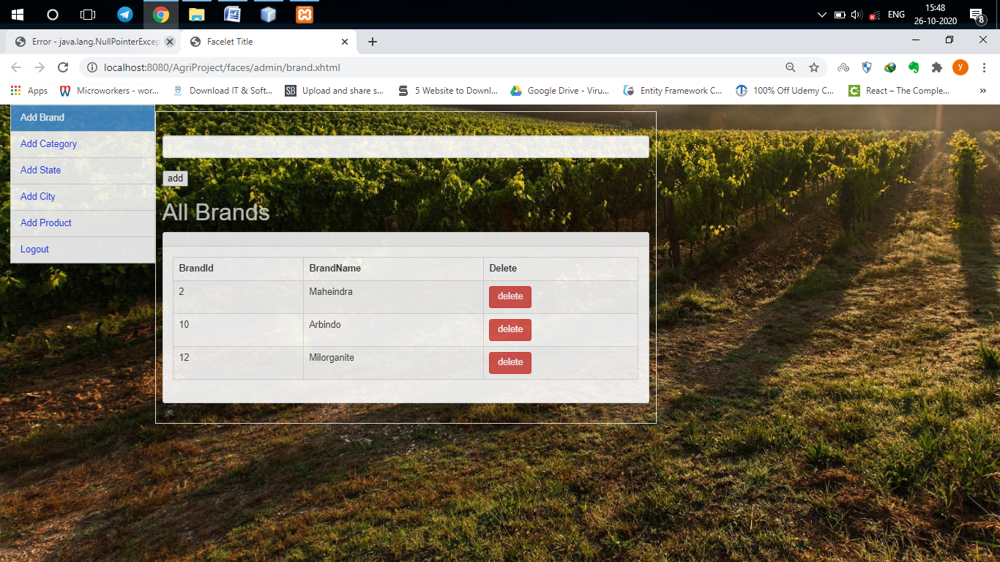 ENG
15:48
26-10-2020
8
Error - java.lang.NullPointerExcep
Facelet Title
localhost:8080/AgriProject/faces/admin/brand.xhtml
y
Apps
Microworkers - wor...
Download IT & Soft...
SB Upload and share s...
5 Website to Downl...
Google Drive - Viru...
Entity Framework C...
100% Off Udemy C...
React – The Comple...
»
Add Brand
Add Category
Add State
Add City
Add Product
Logout
add
All Brands
BrandId BrandName Delete
2 Maheindra delete
10 Arbindo delete
12 Milorganite delete